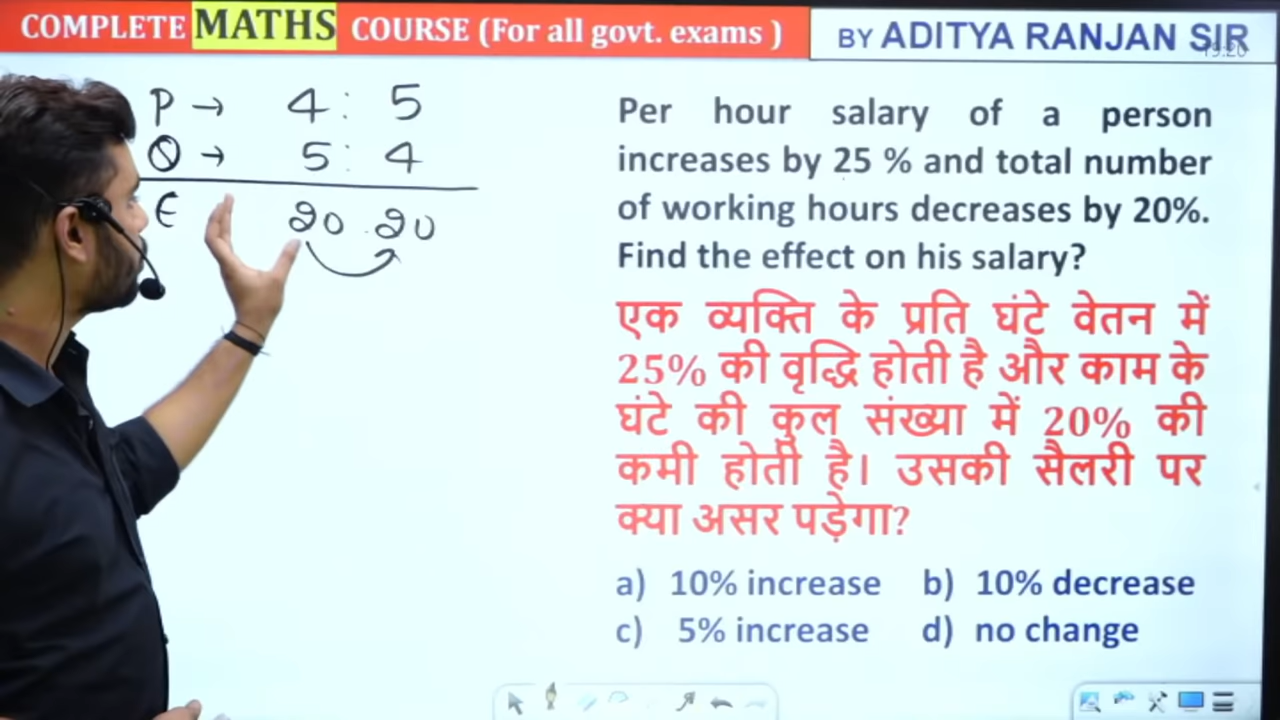 COMPLETE MATHS COURSE (For all govt. exams )
BY ADITYA RANJAN SIR
19:20
P → 4 : 5
Q → 5 : 4
E 20 20
Per hour salary of a person
increases by 25 % and total number
of working hours decreases by 20%.
Find the effect on his salary?
एक व्यक्ति के प्रति घंटे वेतन में
25% की वृद्धि होती है और काम के
घंटे की कुल संख्या में 20% की
कमी होती है। उसकी सैलरी पर
क्या असर पड़ेगा?
a) 10% increase b) 10% decrease
c) 5% increase d) no change